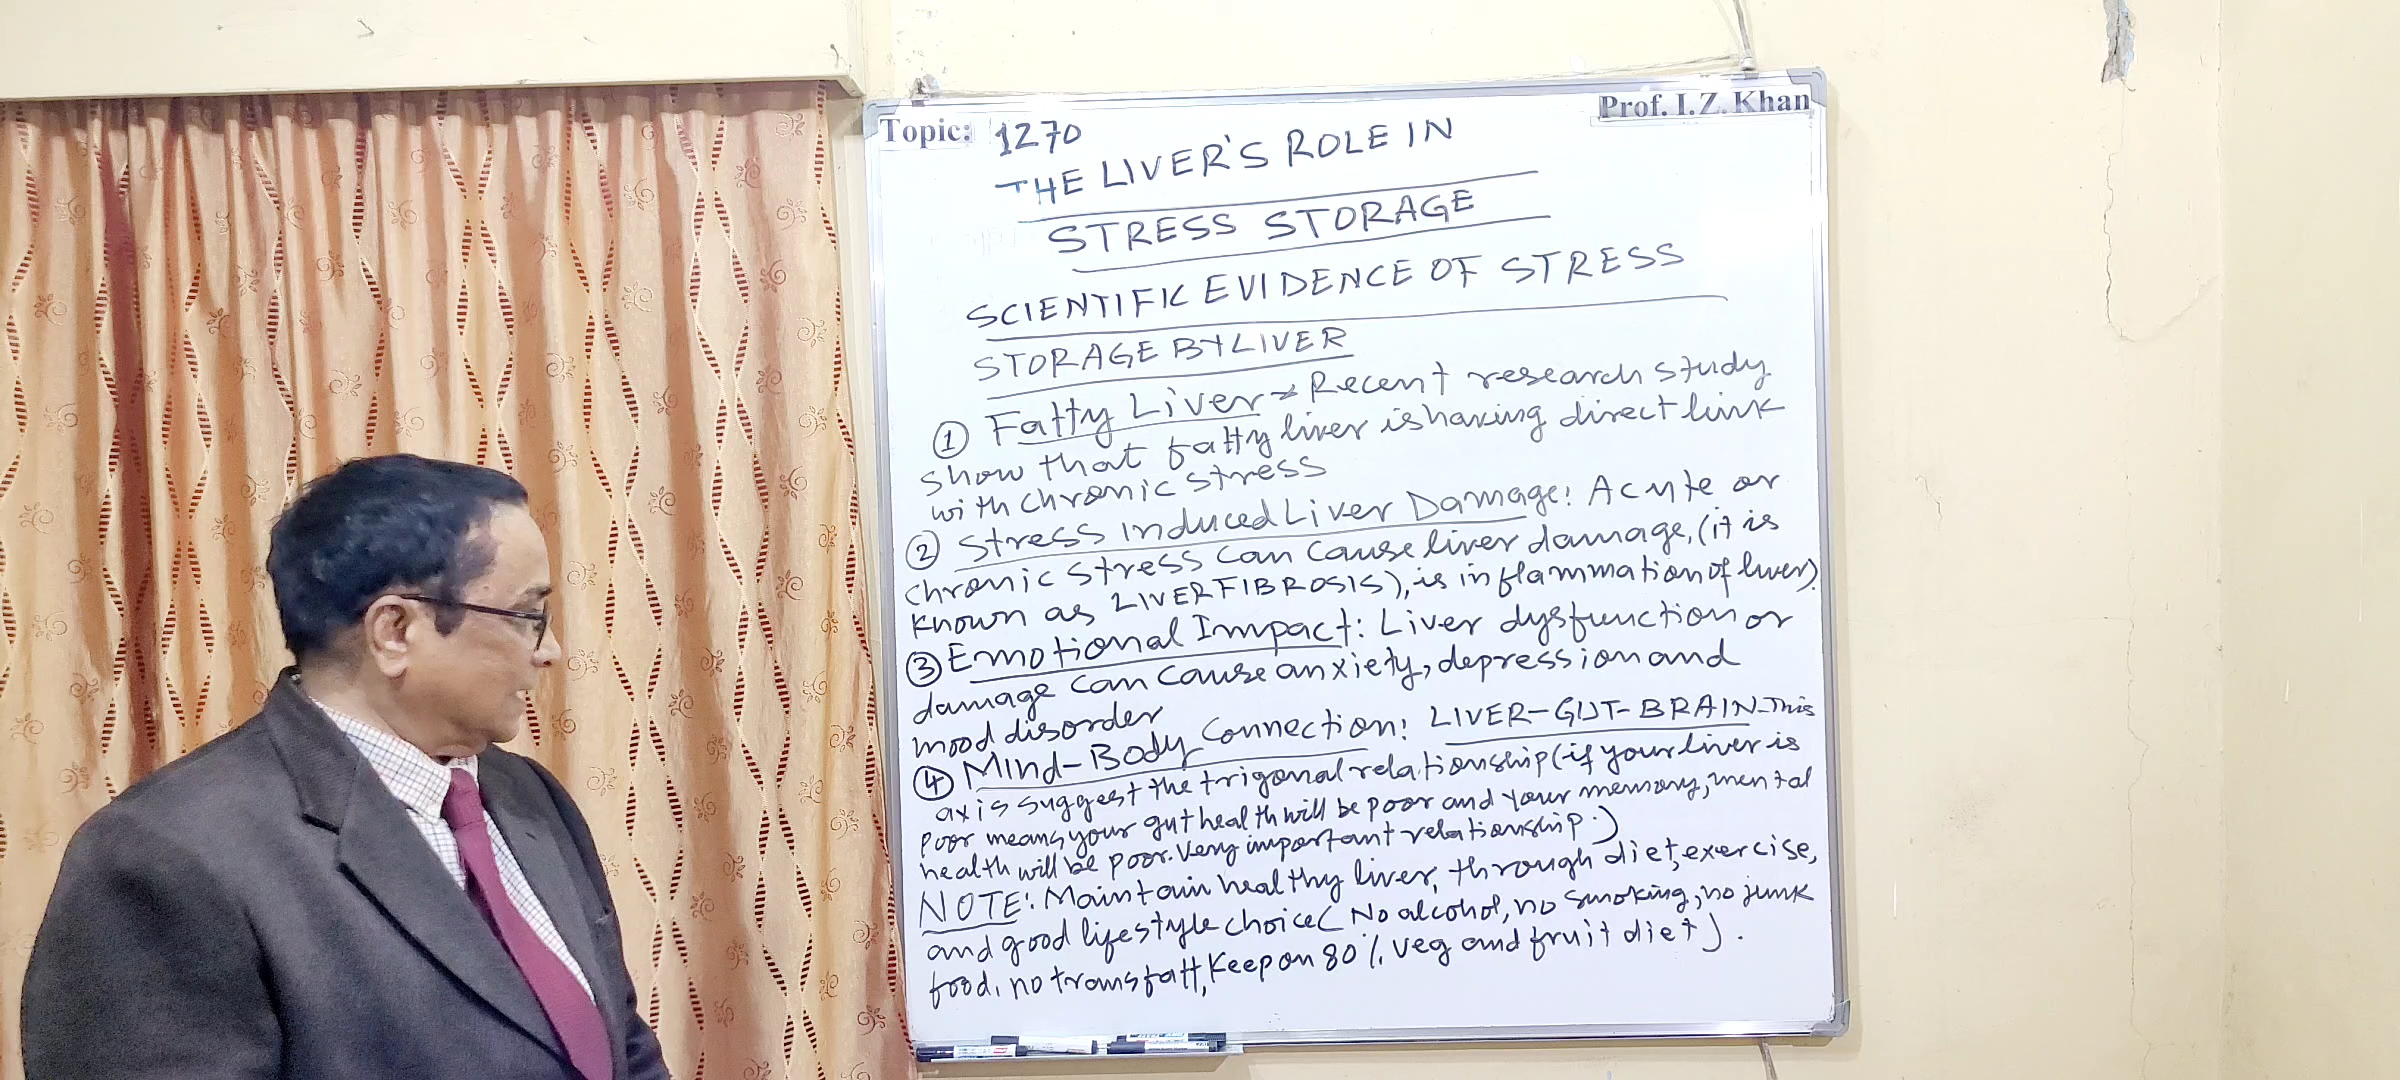 Topic: 1270
Prof. I.Z. Khan
THE LIVER'S ROLE IN
STRESS STORAGE
SCIENTIFIC EVIDENCE OF STRESS
STORAGE BY LIVER
① Fatty Liver → Recent research study
show that fatty liver is having direct link
with chronic stress
② Stress induced Liver Damage: Acute or
chronic stress can cause liver damage, (it is
known as LIVER FIBROSIS), is inflammation of liver).
③ Emotional Impact: Liver dysfunction or
damage can cause anxiety, depression and
mood disorder
④ Mind-Body Connection: LIVER-GUT-BRAIN-This
axis suggest the trigonal relationship (if your liver is
poor means your gut health will be poor and your memory, mental
health will be poor. Very important relationship.)
NOTE: Maintain healthy liver, through diet, exercise,
and good lifestyle choice (No alcohol, no smoking, no junk
food, no trans fatt, Keep on 80% veg and fruit diet).